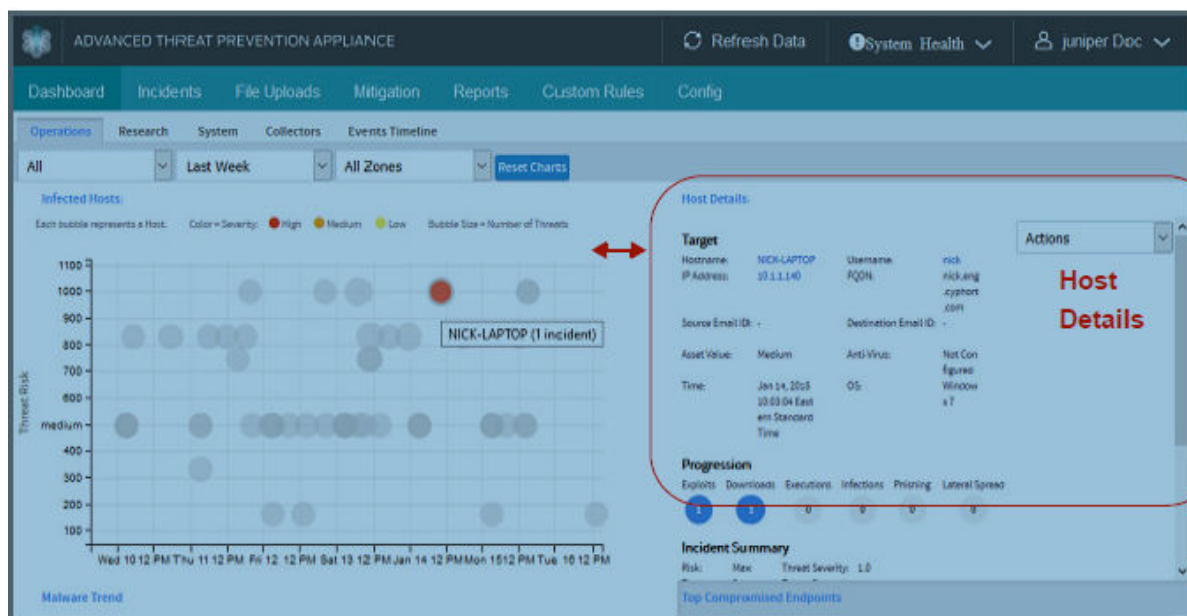 ADVANCED THREAT PREVENTION APPLIANCE
Refresh Data
System Health
juniper Doc
Dashboard Incidents File Uploads Mitigation Reports Custom Rules Config
Operations Research System Collectors Events Timeline
All Last Week All Zones Reset Charts
Infected Hosts
Each bubble represents a Host. Color = Severity: High Medium Low Bubble Size = Number of Threats
Threat Risk
1100
1000
900
800
700
600
medium
400
300
200
100
NICK-LAPTOP (1 incident)
Wed 10 12 PM Thu 11 12 PM Fri 12 12 PM Sat 13 12 PM Jan 14 12 PM Mon 15 12 PM Tue 16 12 PM
Malware Trend
Host Details
Actions
Host
Details
Target
Hostname: NICK-LAPTOP Username: nick
IP Address: 10.1.1.140 FQDN: nick.eng
.cyphort
.com
Source Email ID: - Destination Email ID: -
Asset Value: Medium Anti-Virus: Not Con
figured
Time: Jan 14, 2018 OS: Window
10:03:04 East s 7
ern Standard
Time
Progression
Exploits Downloads Executions Infections Phishing Lateral Spread
1 1 0 0 0 0
Incident Summary
Risk: Max Threat Severity: 1.0
Top Compromised Endpoints